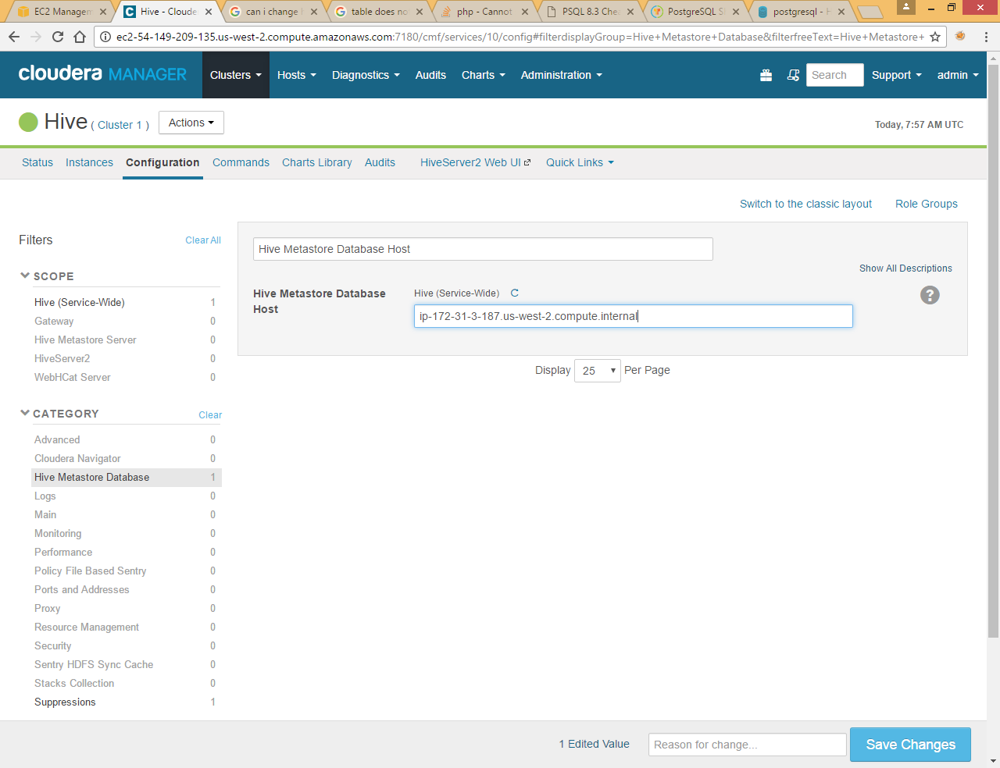 EC2 Managem
Hive - Cloude
can i change
table does no
php - Cannot
PSQL 8.3 Che
PostgreSQL S
postgresql - H
ec2-54-149-209-135.us-west-2.compute.amazonaws.com:7180/cmf/services/10/config#filterdisplayGroup=Hive+Metastore+Database&filterfreeText=Hive+Metastore+
cloudera MANAGER
Clusters
Hosts
Diagnostics
Audits
Charts
Administration
Search
Support
admin
Hive ( Cluster 1 )
Actions
Today, 7:57 AM UTC
Status
Instances
Configuration
Commands
Charts Library
Audits
HiveServer2 Web UI
Quick Links
Switch to the classic layout
Role Groups
Filters
Clear All
Hive Metastore Database Host
Show All Descriptions
SCOPE
Hive (Service-Wide) 1
Gateway 0
Hive Metastore Server 0
HiveServer2 0
WebHCat Server 0
Hive Metastore Database
Host
Hive (Service-Wide)
?
ip-172-31-3-187.us-west-2.compute.internal
Display 25 Per Page
CATEGORY
Clear
Advanced 0
Cloudera Navigator 0
Hive Metastore Database 1
Logs 0
Main 0
Monitoring 0
Performance 0
Policy File Based Sentry 0
Ports and Addresses 0
Proxy 0
Resource Management 0
Security 0
Sentry HDFS Sync Cache 0
Stacks Collection 0
Suppressions 1
1 Edited Value
Reason for change...
Save Changes